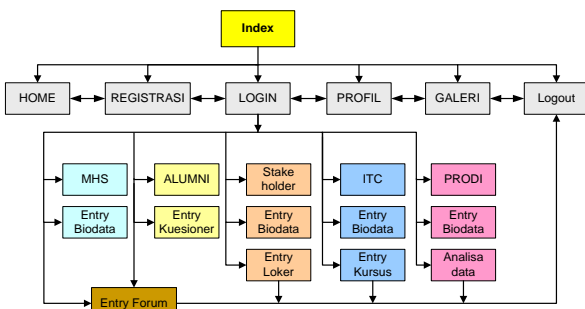 Index
HOME
REGISTRASI
LOGIN
PROFIL
GALERI
Logout
MHS
ALUMNI
Stake
holder
ITC
PRODI
Entry
Biodata
Entry
Kuesioner
Entry
Biodata
Entry
Biodata
Entry
Biodata
Entry
Loker
Entry
Kursus
Analisa
data
Entry Forum